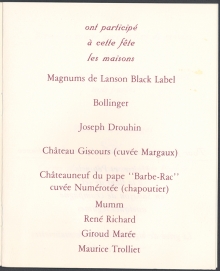 ont participé
à cette fête
les maisons
Magnums de Lanson Black Label
Bollinger
Joseph Drouhin
Château Giscours (cuvée Margaux)
Châteauneuf du pape "Barbe-Rac"
cuvée Numérotée (chapoutier)
Mumm
René Richard
Giroud Matée
Maurice Trolliet